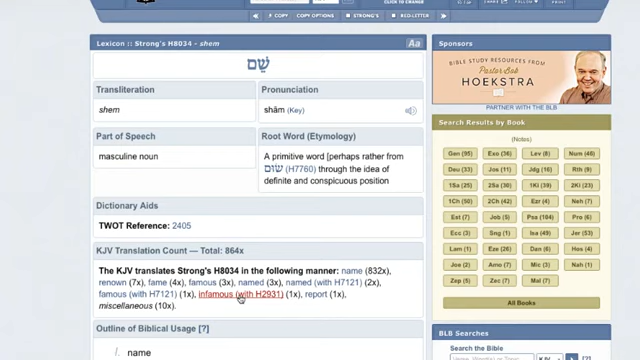 CLICK TO CHANGE
COPY
COPY OPTIONS
STRONG'S
RED LETTER
Lexicon :: Strong's H8034 - shem
Aa
שֵׁם
Transliteration
shem
Pronunciation
shām (Key)
Part of Speech
masculine noun
Root Word (Etymology)
A primitive word [perhaps rather from
שׂוּם (H7760) through the idea of
definite and conspicuous position
Dictionary Aids
TWOT Reference: 2405
KJV Translation Count — Total: 864x
The KJV translates Strong's H8034 in the following manner: name (832x),
renown (7x), fame (4x), famous (3x), named (3x), named (with H7121) (2x),
famous (with H7121) (1x), infamous (with H2931) (1x), report (1x),
miscellaneous (10x).
Outline of Biblical Usage [?]
I. name
Sponsors
BIBLE STUDY RESOURCES FROM
Pastor Bob
HOEKSTRA
PARTNER WITH THE BLB
Search Results by Book
(Notes)
Gen (95) Exo (36) Lev (8) Num (46)
Deu (33) Jos (11) Jdg (16) Rth (9)
1Sa (25) 2Sa (38) 1Ki (39) 2Ki (23)
1Ch (50) 2Ch (42) Ezr (4) Neh (7)
Est (7) Job (5) Psa (104) Pro (6)
Ecc (3) Sng (1) Isa (49) Jer (53)
Lam (1) Eze (26) Dan (6) Hos (4)
Joe (2) Amo (7) Mic (3) Zep (5)
Zec (7) Mal (7)
All Books
BLB Searches
Search the Bible
KJV